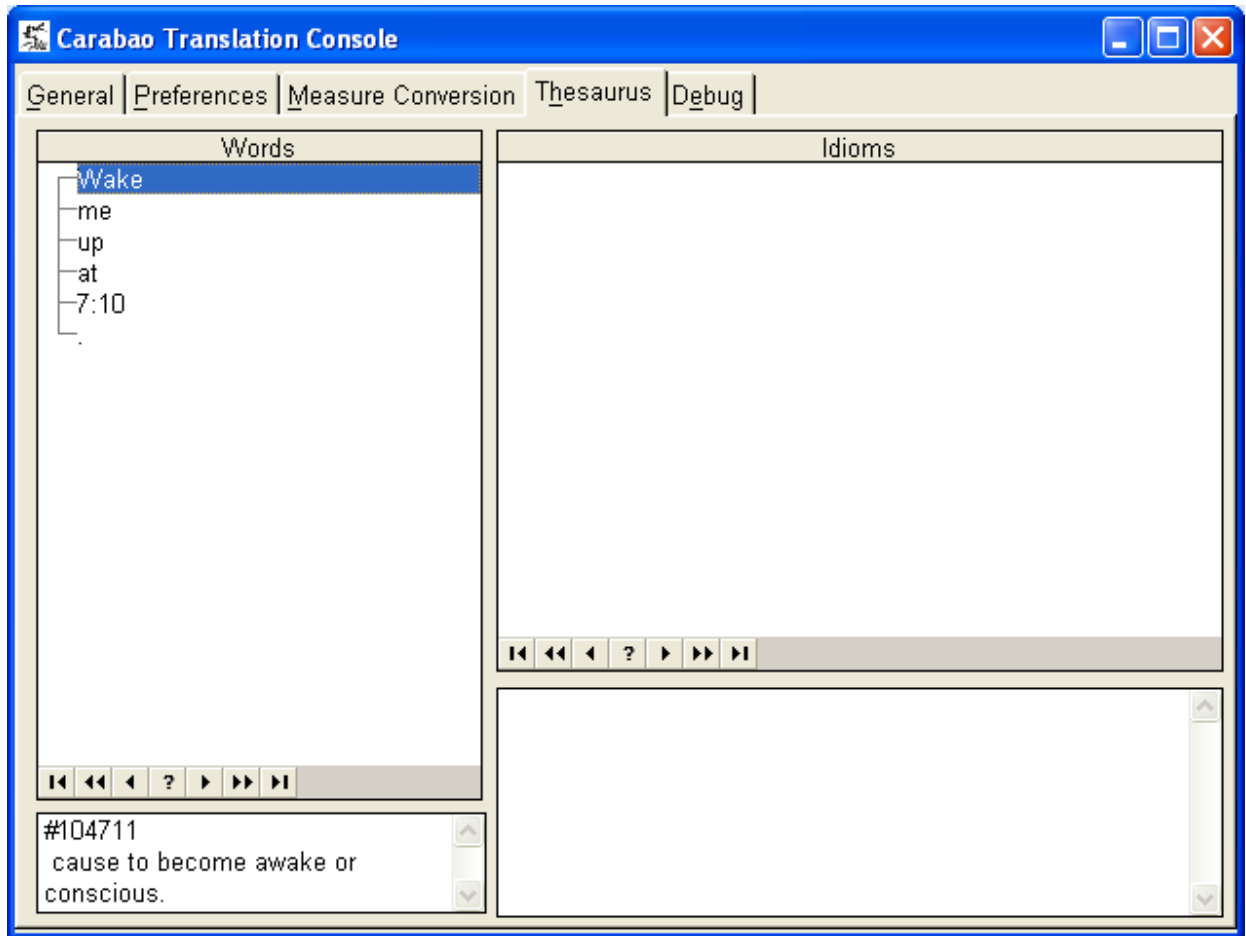 Carabao Translation Console
General Preferences Measure Conversion Thesaurus Debug
Words
Wake
me
up
at
7:10
.
?
#104711
cause to become awake or
conscious.
Idioms
?